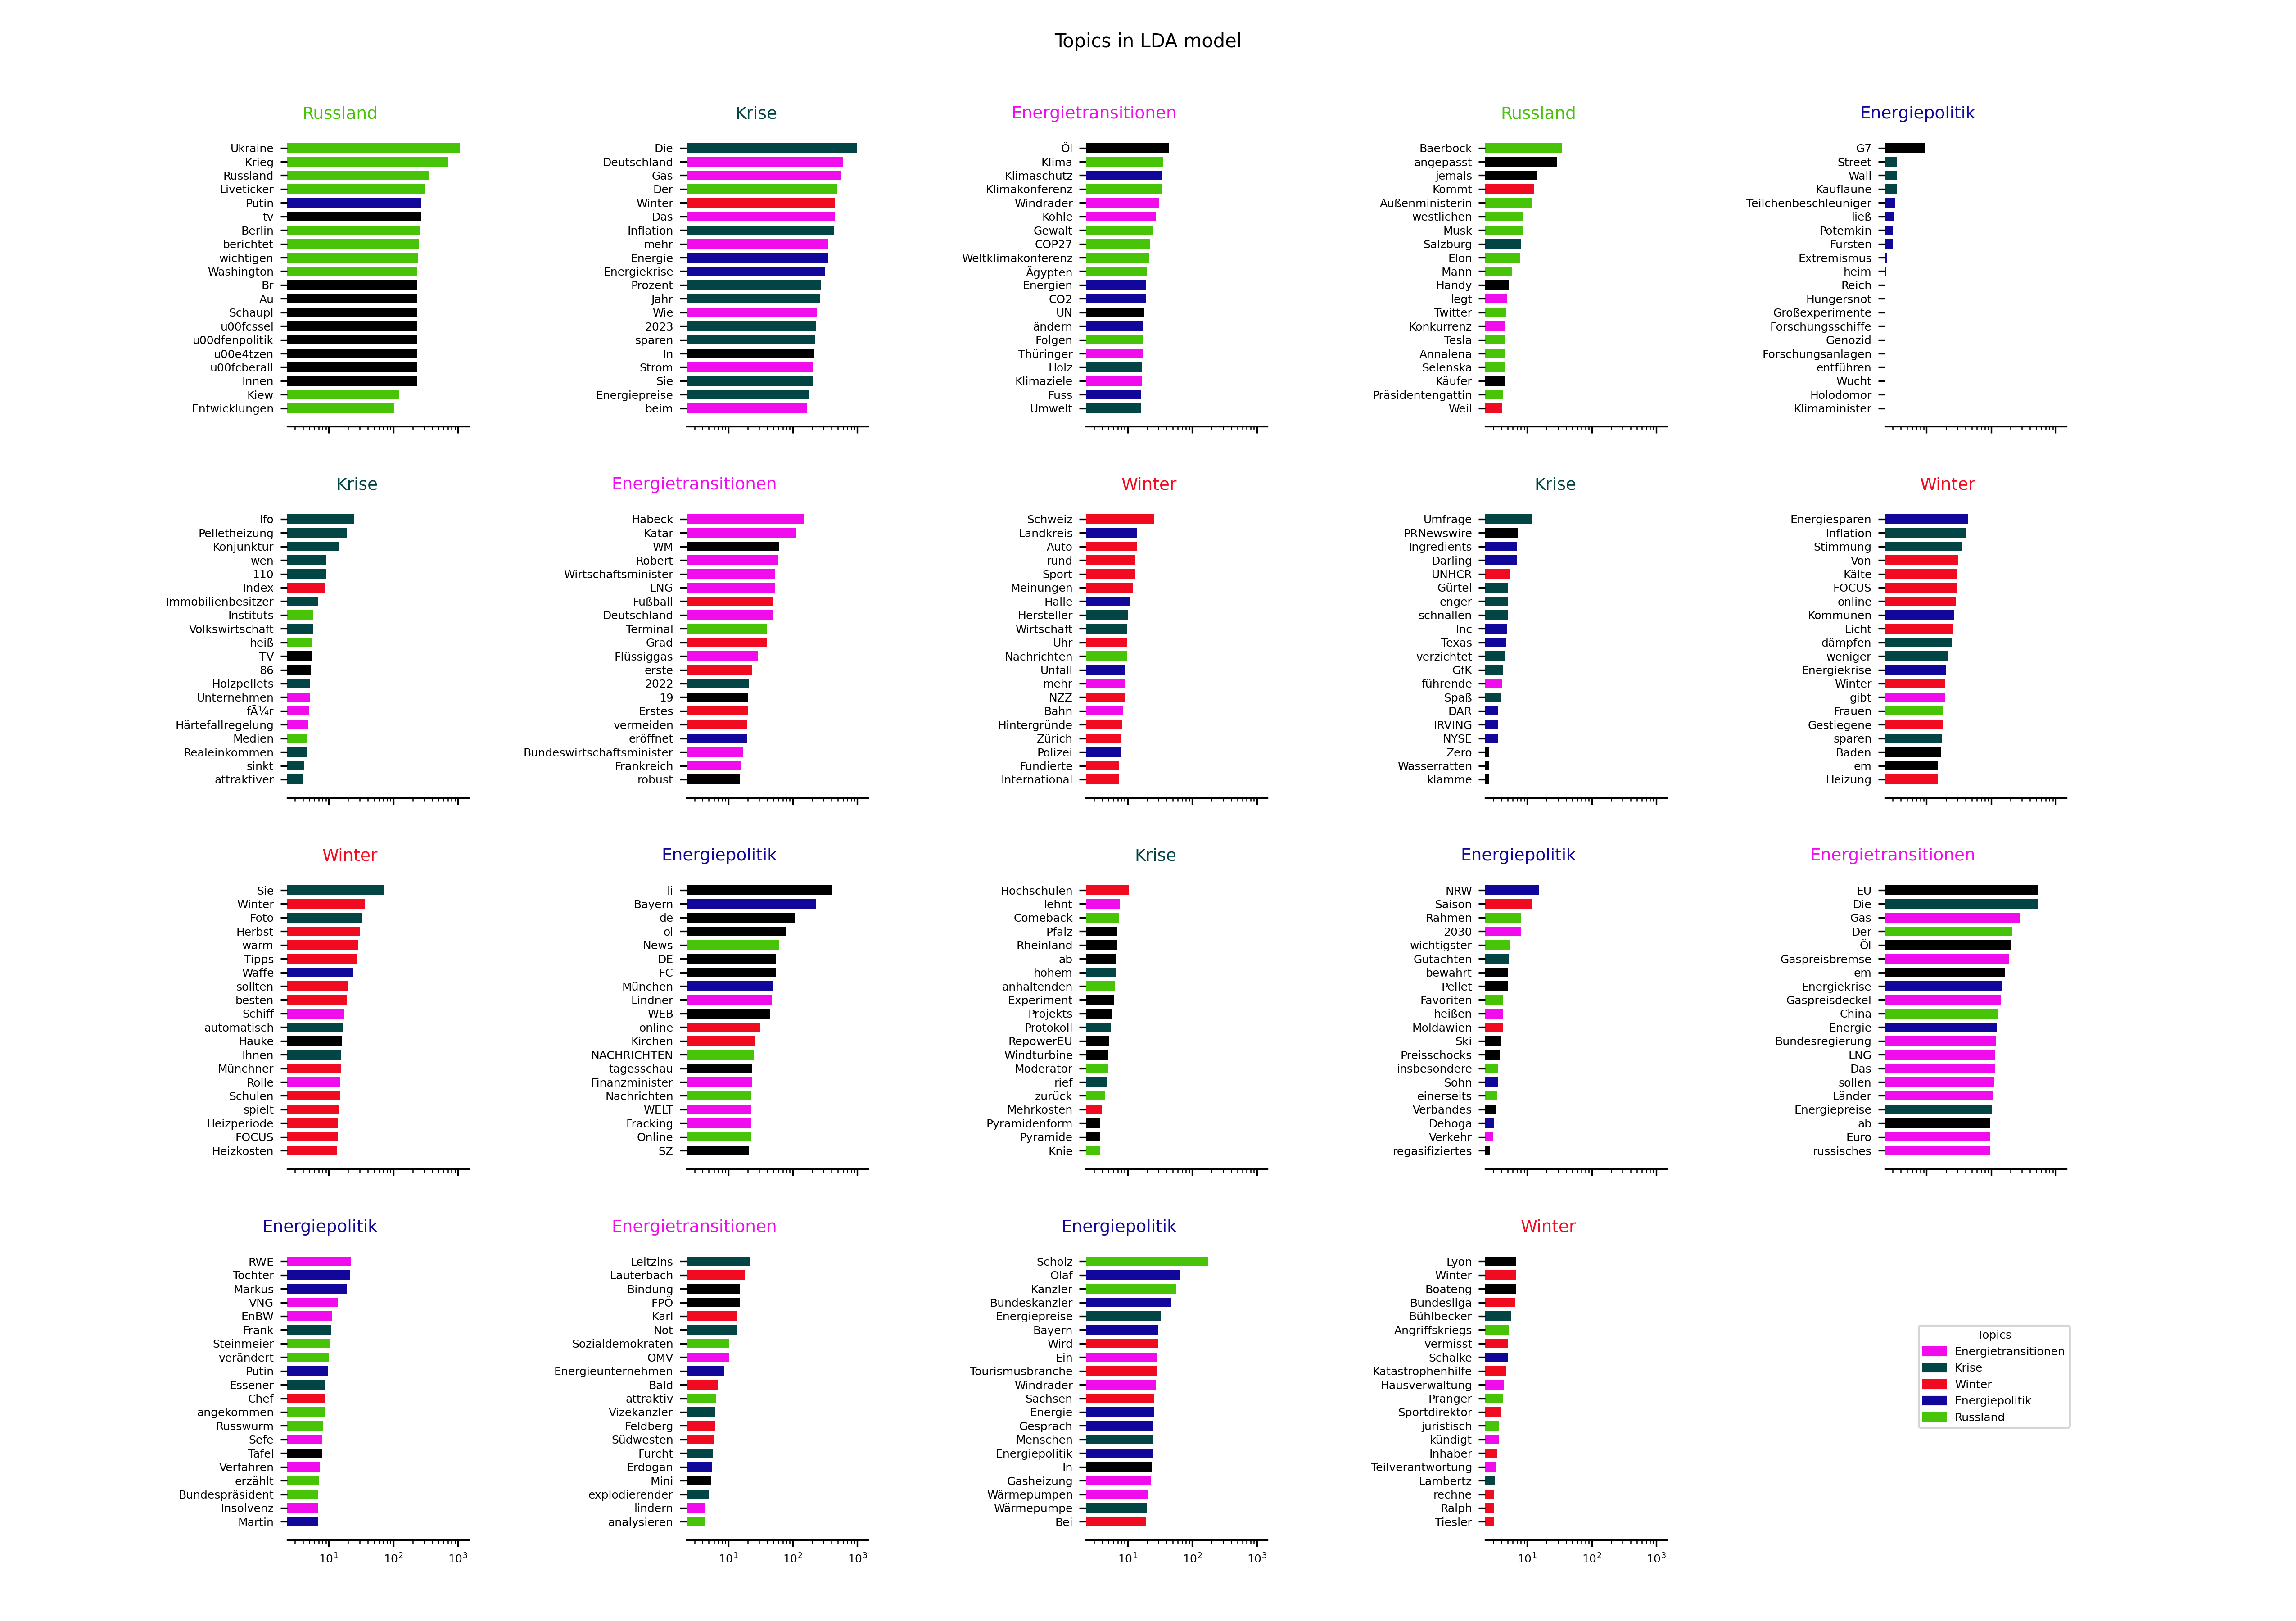 Topics in LDA model
Russland
Ukraine
Krieg
Russland
Liveticker
Putin
tv
Berlin
berichtet
wichtigen
Washington
Br
Au
Schaupl
u00fcssel
u00dfenpolitik
u00e4tzen
u00fcberall
Innen
Kiew
Entwicklungen
Krise
Die
Deutschland
Gas
Der
Winter
Das
Inflation
mehr
Energie
Energiekrise
Prozent
Jahr
Wie
2023
sparen
In
Strom
Sie
Energiepreise
beim
Energietransitionen
Öl
Klima
Klimaschutz
Klimakonferenz
Windräder
Kohle
Gewalt
COP27
Weltklimakonferenz
Ägypten
Energien
CO2
UN
ändern
Folgen
Thüringer
Holz
Klimaziele
Fuss
Umwelt
Russland
Baerbock
angepasst
jemals
Kommt
Außenministerin
westlichen
Musk
Salzburg
Elon
Mann
Handy
legt
Twitter
Konkurrenz
Tesla
Annalena
Selenska
Käufer
Präsidentengattin
Weil
Energiepolitik
G7
Street
Wall
Kauflaune
Teilchenbeschleuniger
ließ
Potemkin
Fürsten
Extremismus
heim
Reich
Hungersnot
Großexperimente
Forschungsschiffe
Genozid
Forschungsanlagen
entführen
Wucht
Holodomor
Klimaminister
Krise
Ifo
Pelletheizung
Konjunktur
wen
110
Index
Immobilienbesitzer
Instituts
Volkswirtschaft
heiß
TV
86
Holzpellets
Unternehmen
fÃ¼r
Härtefallregelung
Medien
Realeinkommen
sinkt
attraktiver
Energietransitionen
Habeck
Katar
WM
Robert
Wirtschaftsminister
LNG
Fußball
Deutschland
Terminal
Grad
Flüssiggas
erste
2022
19
Erstes
vermeiden
eröffnet
Bundeswirtschaftsminister
Frankreich
robust
Winter
Schweiz
Landkreis
Auto
rund
Sport
Meinungen
Halle
Hersteller
Wirtschaft
Uhr
Nachrichten
Unfall
mehr
NZZ
Bahn
Hintergründe
Zürich
Polizei
Fundierte
International
Krise
Umfrage
PRNewswire
Ingredients
Darling
UNHCR
Gürtel
enger
schnallen
Inc
Texas
verzichtet
GfK
führende
Spaß
DAR
IRVING
NYSE
Zero
Wasserratten
klamme
Winter
Energiesparen
Inflation
Stimmung
Von
Kälte
FOCUS
online
Kommunen
Licht
dämpfen
weniger
Energiekrise
Winter
gibt
Frauen
Gestiegene
sparen
Baden
em
Heizung
Winter
Sie
Winter
Foto
Herbst
warm
Tipps
Waffe
sollten
besten
Schiff
automatisch
Hauke
Ihnen
Münchner
Rolle
Schulen
spielt
Heizperiode
FOCUS
Heizkosten
Energiepolitik
li
Bayern
de
ol
News
DE
FC
München
Lindner
WEB
online
Kirchen
NACHRICHTEN
tagesschau
Finanzminister
Nachrichten
WELT
Fracking
Online
SZ
Krise
Hochschulen
lehnt
Comeback
Pfalz
Rheinland
ab
hohem
anhaltenden
Experiment
Projekts
Protokoll
RepowerEU
Windturbine
Moderator
rief
zurück
Mehrkosten
Pyramidenform
Pyramide
Knie
Energiepolitik
NRW
Saison
Rahmen
2030
wichtigster
Gutachten
bewahrt
Pellet
Favoriten
heißen
Moldawien
Ski
Preisschocks
insbesondere
Sohn
einerseits
Verbandes
Dehoga
Verkehr
regasifiziertes
Energietransitionen
EU
Die
Gas
Der
Öl
Gaspreisbremse
em
Energiekrise
Gaspreisdeckel
China
Energie
Bundesregierung
LNG
Das
sollen
Länder
Energiepreise
ab
Euro
russisches
Energiepolitik
RWE
Tochter
Markus
VNG
EnBW
Frank
Steinmeier
verändert
Putin
Essener
Chef
angekommen
Russwurm
Sefe
Tafel
Verfahren
erzählt
Bundespräsident
Insolvenz
Martin
10¹ 10² 10³
Energietransitionen
Leitzins
Lauterbach
Bindung
FPÖ
Karl
Not
Sozialdemokraten
OMV
Energieunternehmen
Bald
attraktiv
Vizekanzler
Feldberg
Südwesten
Furcht
Erdogan
Mini
explodierender
lindern
analysieren
10¹ 10² 10³
Energiepolitik
Scholz
Olaf
Kanzler
Bundeskanzler
Energiepreise
Bayern
Wird
Ein
Tourismusbranche
Windräder
Sachsen
Energie
Gespräch
Menschen
Energiepolitik
In
Gasheizung
Wärmepumpen
Wärmepumpe
Bei
10¹ 10² 10³
Winter
Lyon
Winter
Boateng
Bundesliga
Bühlbecker
Angriffskriegs
vermisst
Schalke
Katastrophenhilfe
Hausverwaltung
Pranger
Sportdirektor
juristisch
kündigt
Inhaber
Teilverantwortung
Lambertz
rechne
Ralph
Tiesler
10¹ 10² 10³
Topics
Energietransitionen
Krise
Winter
Energiepolitik
Russland